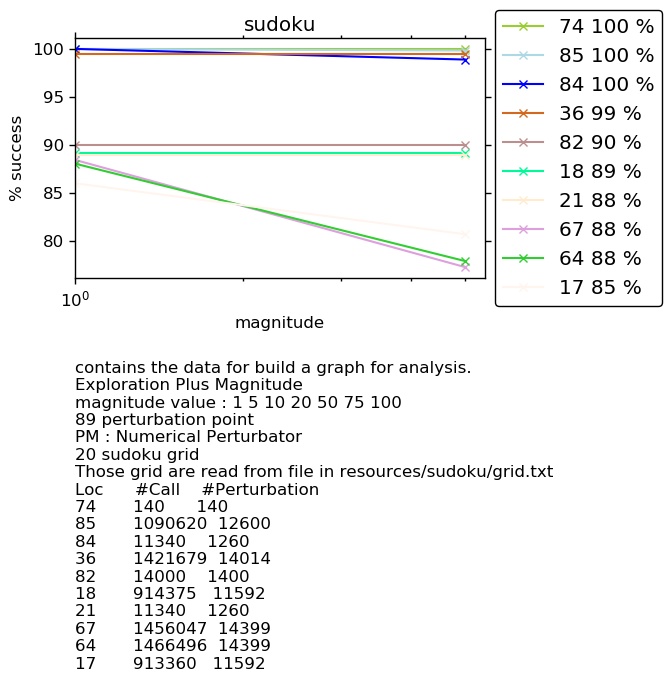 sudoku
100
95
90
85
80
% success
10^0
magnitude
74 100 %
85 100 %
84 100 %
36 99 %
82 90 %
18 89 %
21 88 %
67 88 %
64 88 %
17 85 %
contains the data for build a graph for analysis.
Exploration Plus Magnitude
magnitude value : 1 5 10 20 50 75 100
89 perturbation point
PM : Numerical Perturbator
20 sudoku grid
Those grid are read from file in resources/sudoku/grid.txt
Loc #Call #Perturbation
74 140 140
85 1090620 12600
84 11340 1260
36 1421679 14014
82 14000 1400
18 914375 11592
21 11340 1260
67 1456047 14399
64 1466496 14399
17 913360 11592